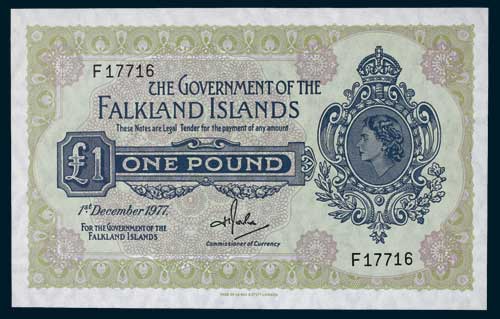 F17716
THE GOVERNMENT OF THE
FALKLAND ISLANDS
These Notes are Legal Tender for the payment of any amount
£1 ONE POUND
1st December 1977.
FOR THE GOVERNMENT OF THE
FALKLAND ISLANDS
Commissioner of Currency
F17716